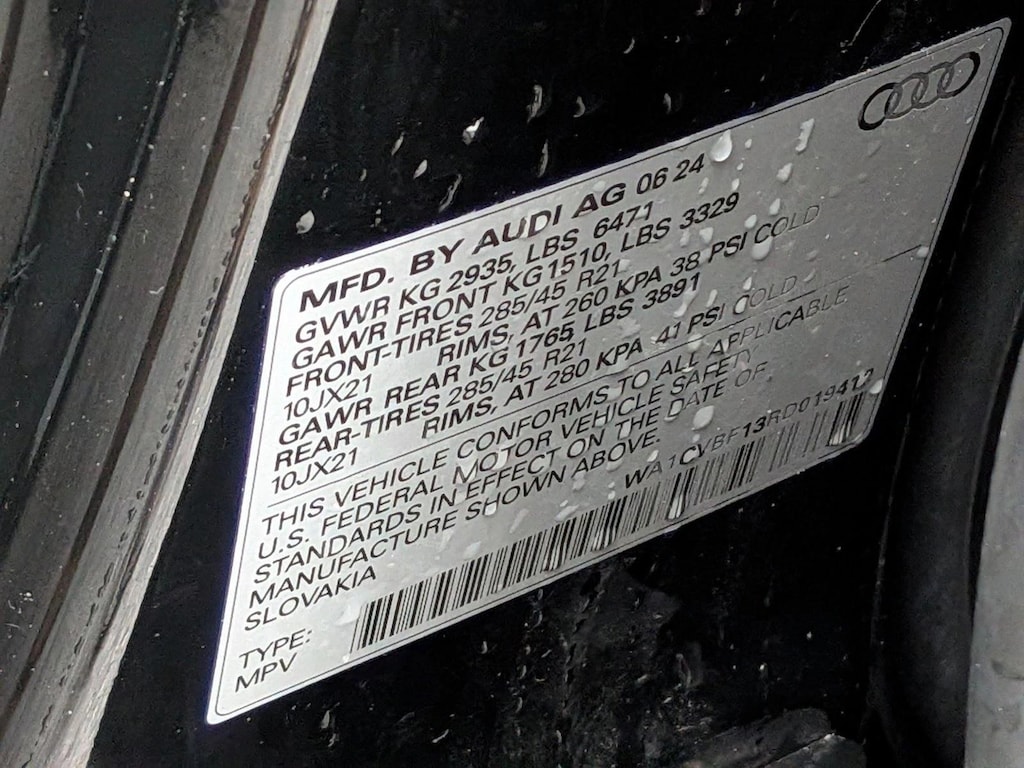 MFD. BY AUDI AG 06 24
GVWR KG 2935, LBS 6471
GAWR FRONT KG 1510, LBS 3329
FRONT-TIRES 285/45 R21
10JX21 RIMS, AT 260 KPA 38 PSI COLD
GAWR REAR KG 1765, LBS 3891
REAR-TIRES 285/45 R21
10JX21 RIMS, AT 280 KPA 41 PSI COLD
THIS VEHICLE CONFORMS TO ALL APPLICABLE
U.S. FEDERAL MOTOR VEHICLE SAFETY
STANDARDS IN EFFECT ON THE DATE OF
MANUFACTURE SHOWN ABOVE.
SLOVAKIA
WA1CVBF13RD019412
TYPE:
MPV